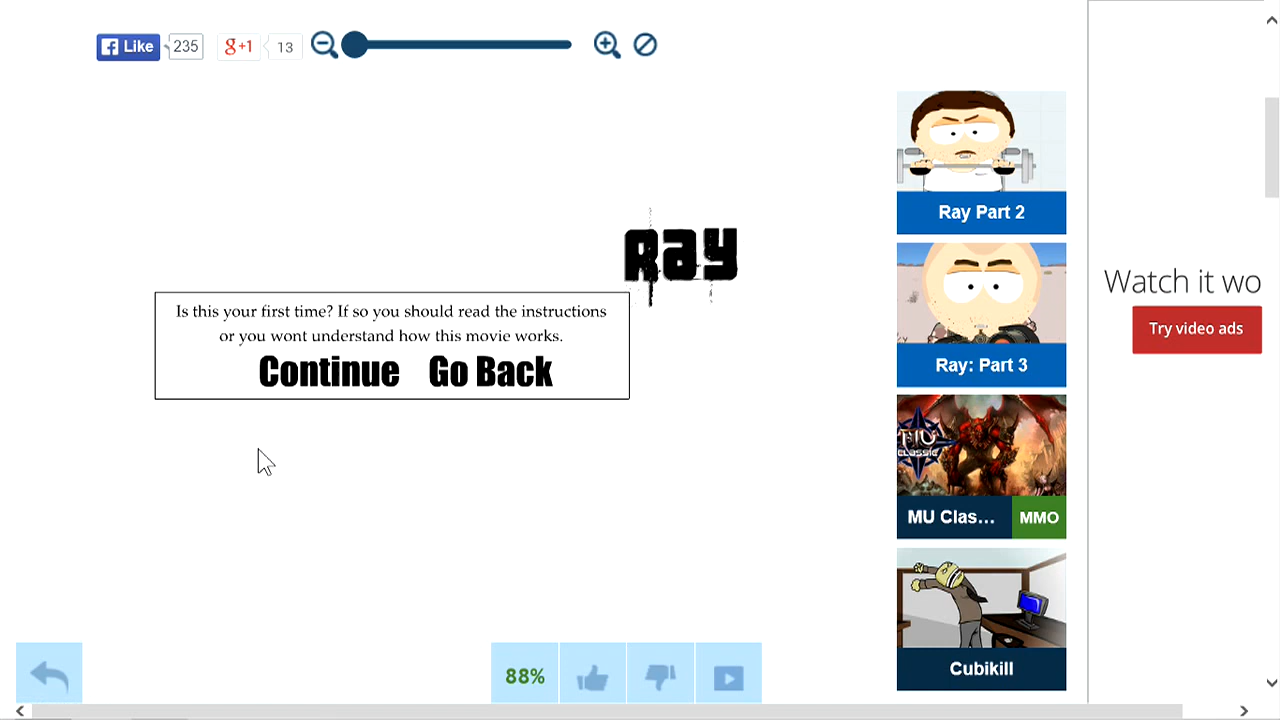 Like
235
g+1
13
Ray
Is this your first time? If so you should read the instructions
or you wont understand how this movie works.
Continue Go Back
88%
Ray Part 2
Ray: Part 3
MU
CLASSIC
MU Clas...
MMO
Cubikill
Watch it wo
Try video ads